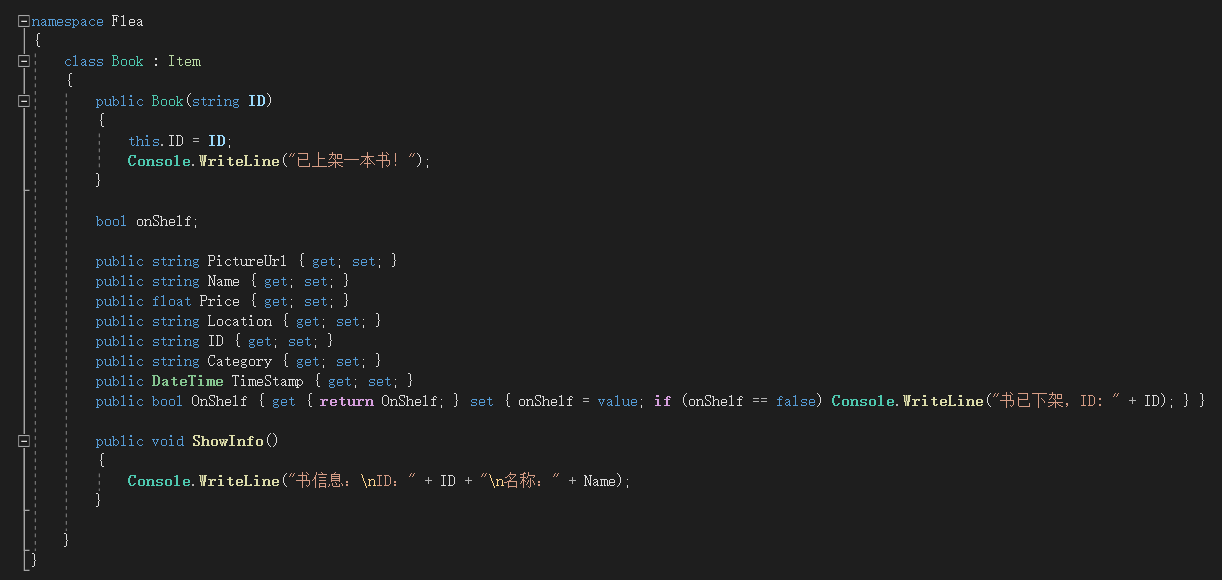 namespace Flea
{
class Book : Item
{
public Book(string ID)
{
this.ID = ID;
Console.WriteLine("已上架一本书！");
}
bool onShelf;
public string PictureUrl { get; set; }
public string Name { get; set; }
public float Price { get; set; }
public string Location { get; set; }
public string ID { get; set; }
public string Category { get; set; }
public DateTime TimeStamp { get; set; }
public bool OnShelf { get { return OnShelf; } set { onShelf = value; if (onShelf == false) Console.WriteLine("书已下架，ID：" + ID); } }
public void ShowInfo()
{
Console.WriteLine("书信息：\nID：" + ID + "\n名称：" + Name);
}
}
}